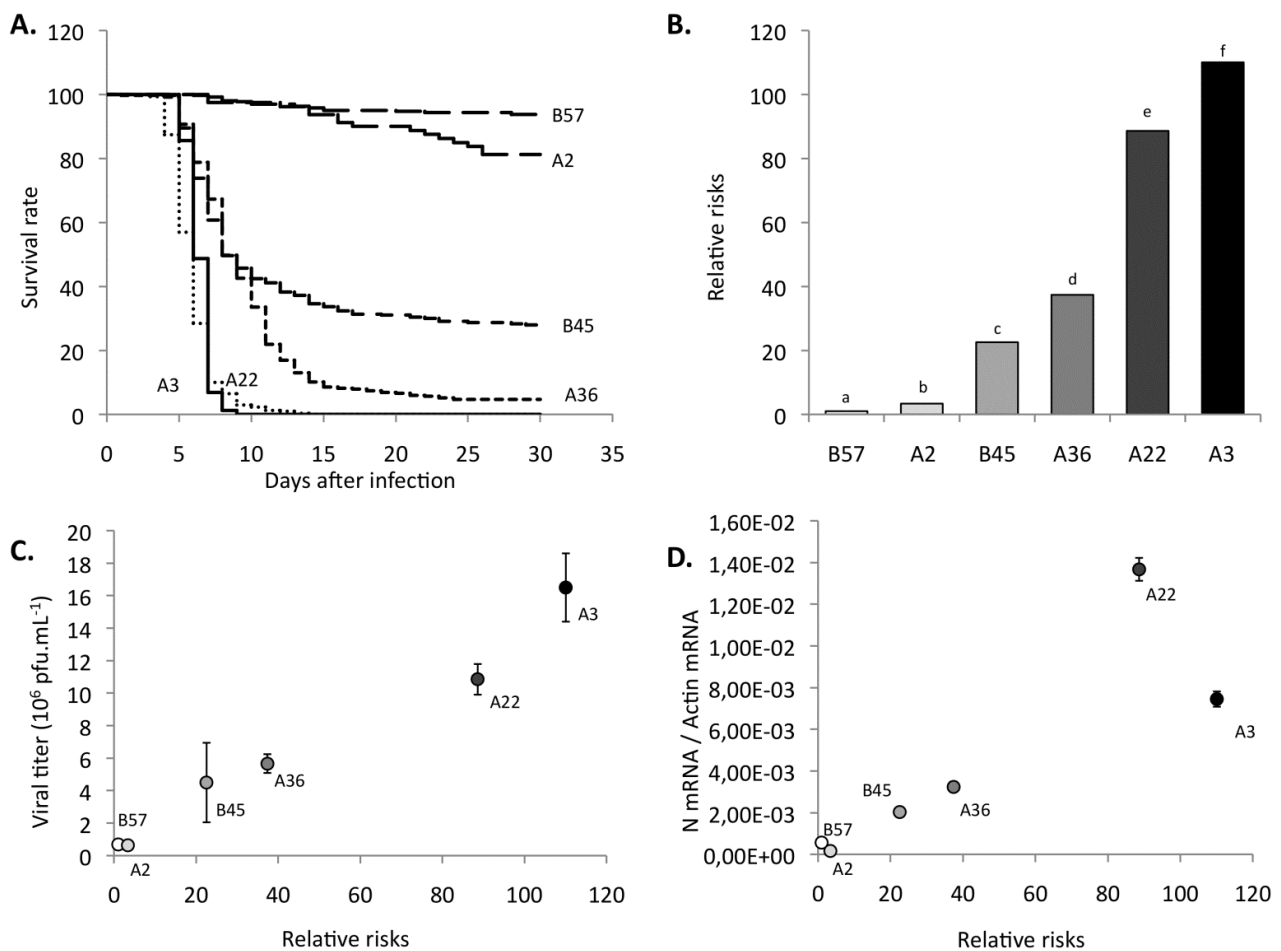 A.
120
100
80
60
40
20
0
Survival rate
B57
A2
B45
A36
A3
A22
0 5 10 15 20 25 30 35
Days after infection
B.
120
100
80
60
40
20
0
Relative risks
a
b
c
d
e
f
B57 A2 B45 A36 A22 A3
C.
20
18
16
14
12
10
8
6
4
2
0
Viral titer (10⁶ pfu.mL⁻¹)
A3
A22
A36
B45
B57
A2
0 20 40 60 80 100 120
Relative risks
D.
1,60E-02
1,40E-02
1,20E-02
1,00E-02
8,00E-03
6,00E-03
4,00E-03
2,00E-03
0,00E+00
N mRNA / Actin mRNA
A22
A3
B45
A36
B57
A2
0 20 40 60 80 100 120
Relative risks